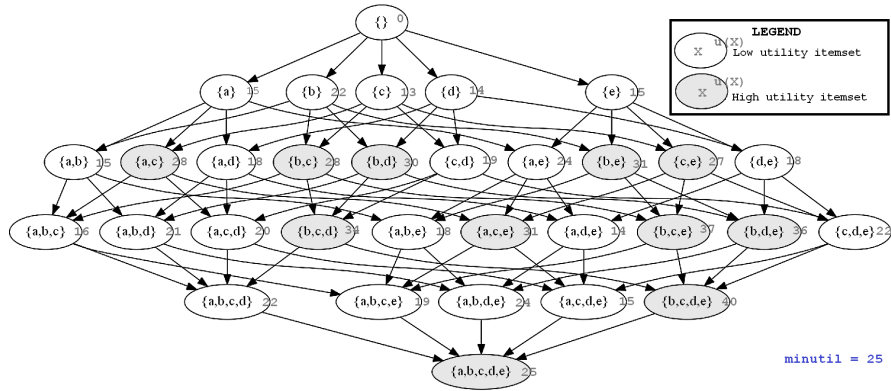 {} 0
LEGEND
X u(X) Low utility itemset
X u(X) High utility itemset
{a} 15 {b} 22 {c} 13 {d} 14 {e} 15
{a,b} 15 {a,c} 28 {a,d} 18 {b,c} 28 {b,d} 30 {c,d} 19 {a,e} 24 {b,e} 31 {c,e} 27 {d,e} 18
{a,b,c} 16 {a,b,d} 21 {a,c,d} 20 {b,c,d} 34 {a,b,e} 18 {a,c,e} 31 {a,d,e} 14 {b,c,e} 37 {b,d,e} 36 {c,d,e} 22
{a,b,c,d} 22 {a,b,c,e} 19 {a,b,d,e} 24 {a,c,d,e} 15 {b,c,d,e} 40
minutil = 25
{a,b,c,d,e} 25